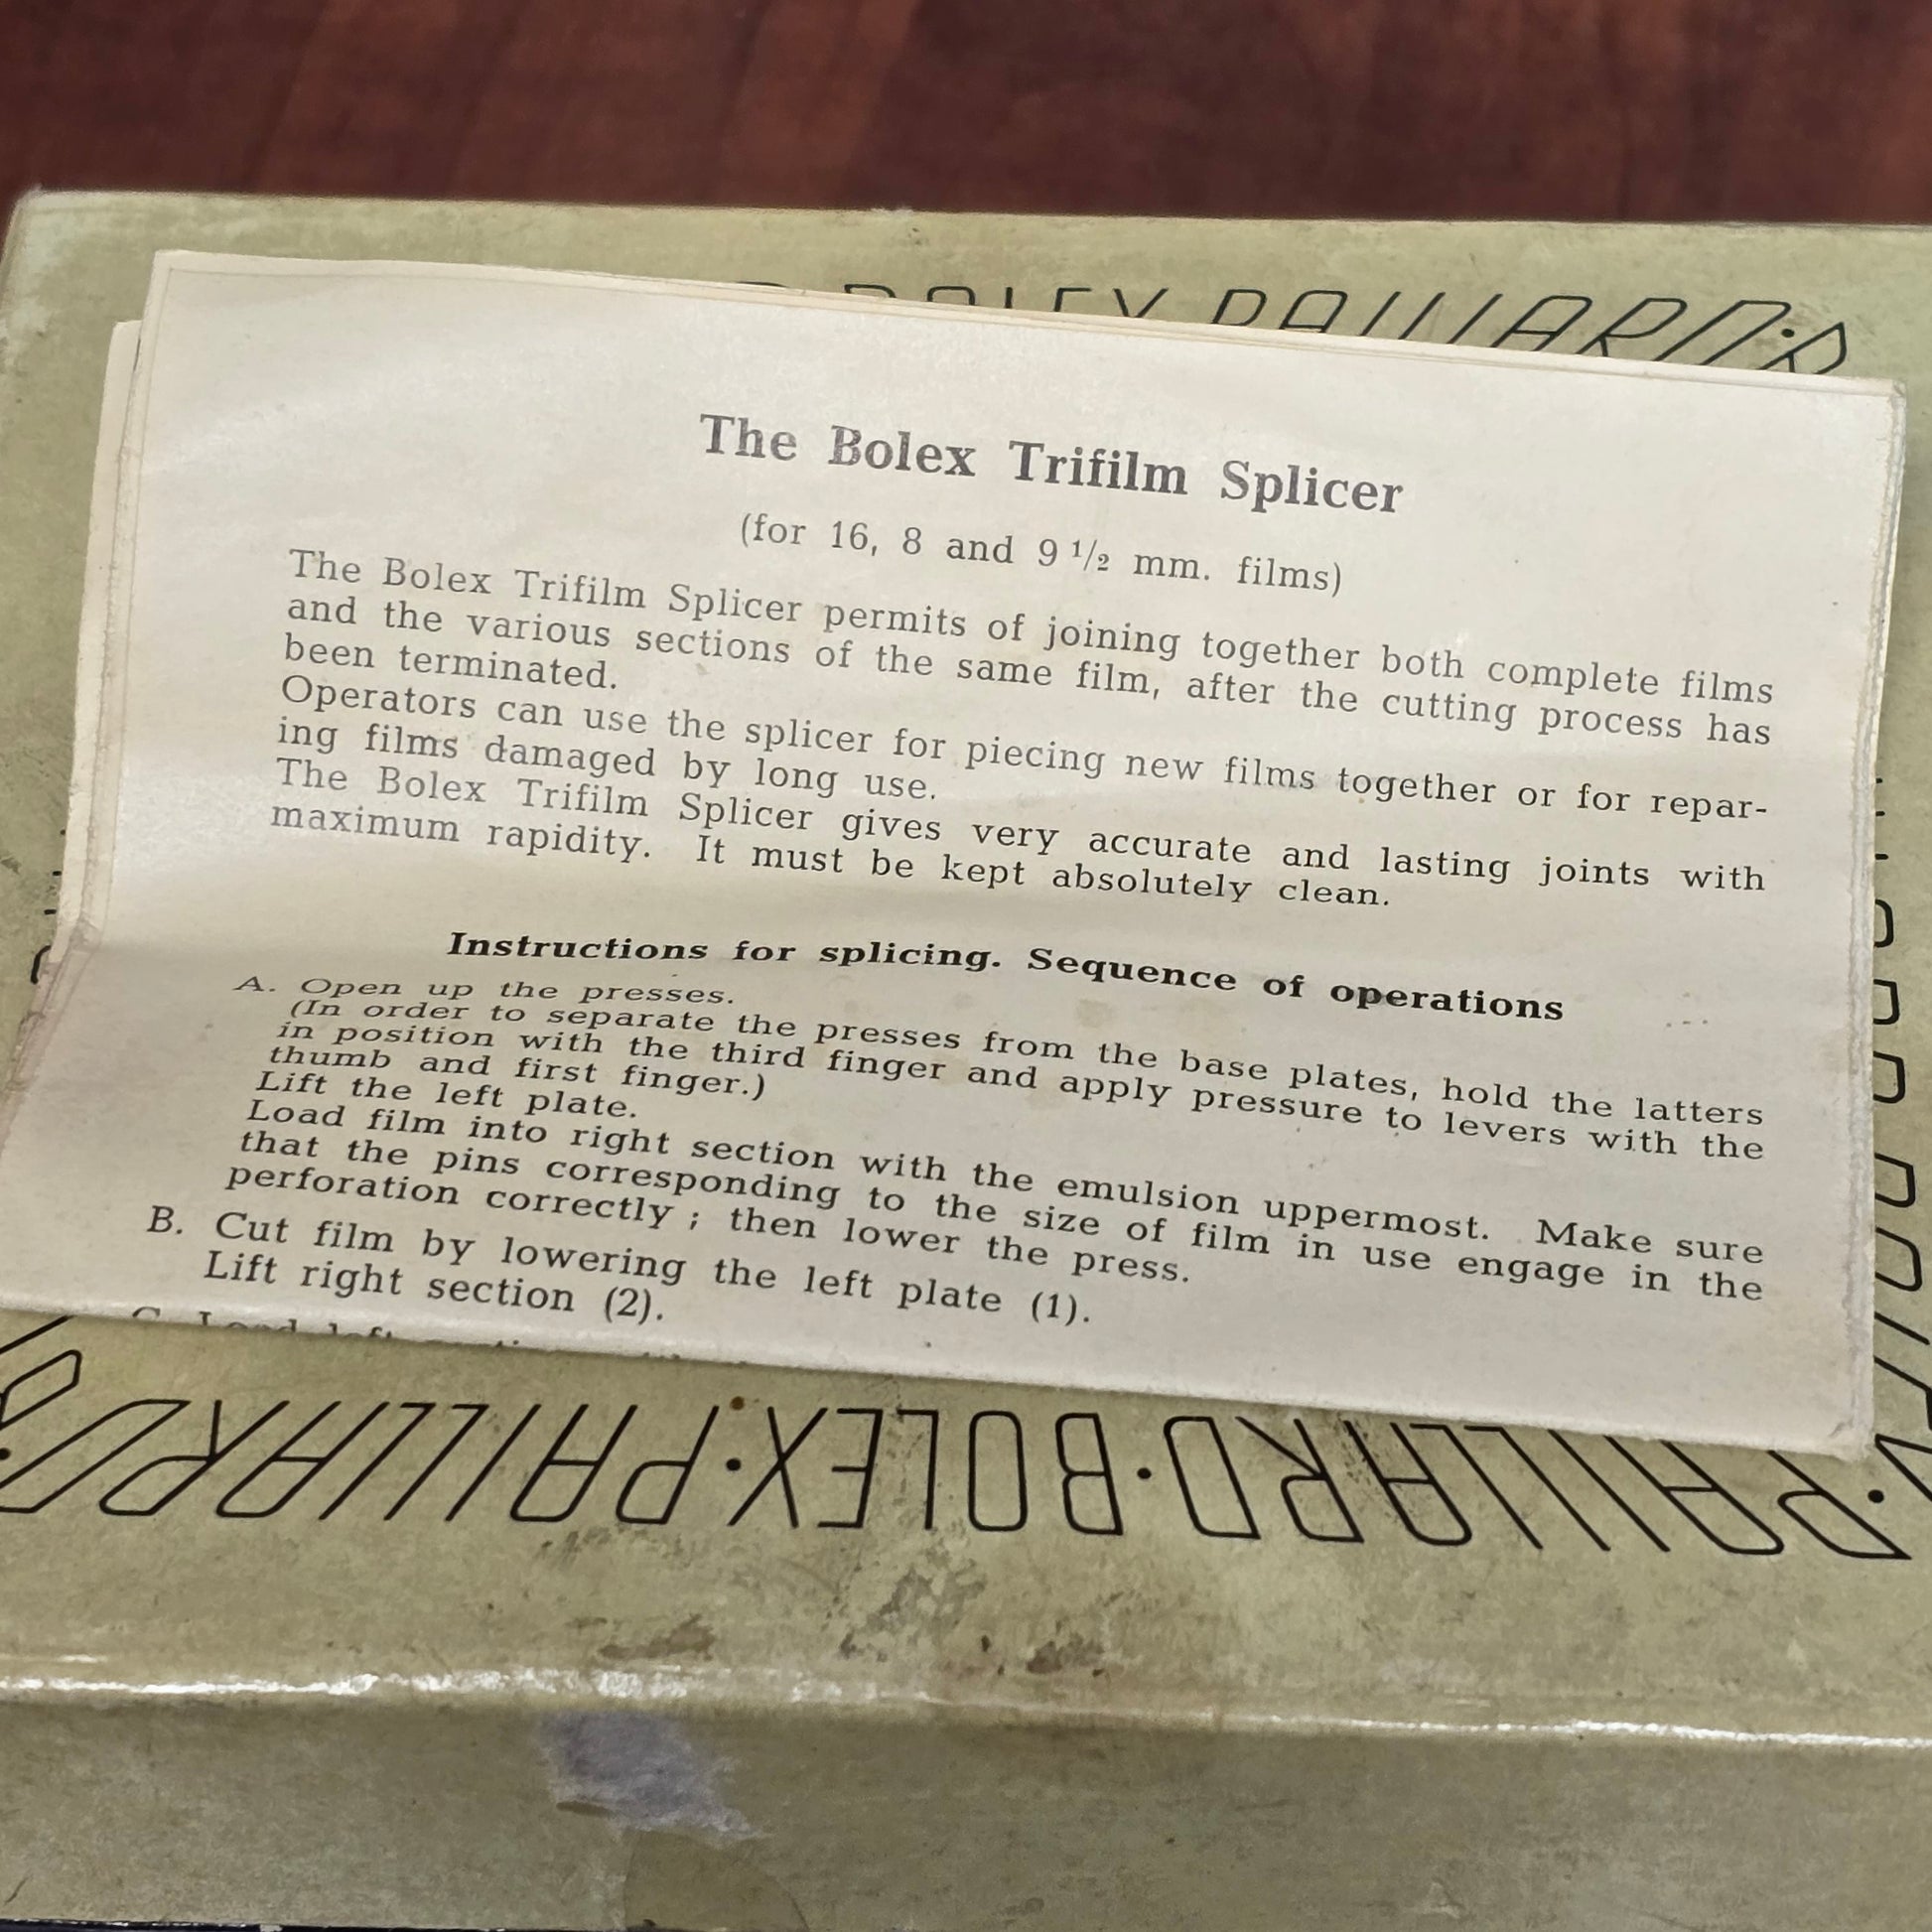 BOLEX PAILLARD
The Bolex Trifilm Splicer
(for 16, 8 and 9 1/2 mm. films)
The Bolex Trifilm Splicer permits of joining together both complete films
and the various sections of the same film, after the cutting process has
been terminated.
Operators can use the splicer for piecing new films together or for repar-
ing films damaged by long use.
The Bolex Trifilm Splicer gives very accurate and lasting joints with
maximum rapidity. It must be kept absolutely clean.
Instructions for splicing. Sequence of operations
A. Open up the presses.
(In order to separate the presses from the base plates, hold the latters
in position with the third finger and apply pressure to levers with the
thumb and first finger.)
Lift the left plate.
Load film into right section with the emulsion uppermost. Make sure
that the pins corresponding to the size of film in use engage in the
perforation correctly ; then lower the press.
B. Cut film by lowering the left plate (1).
Lift right section (2).
C. Load left
PAILLARD·BOLEX·PAILLARD